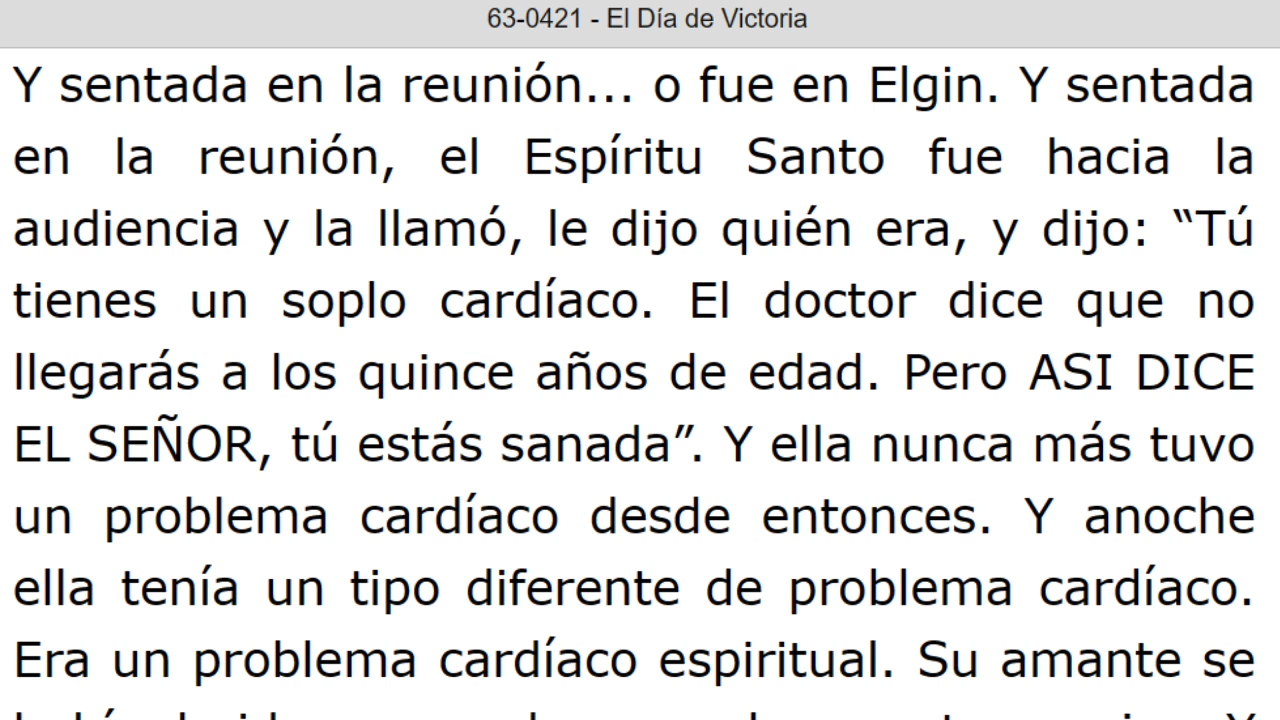 63-0421 - El Día de Victoria
Y sentada en la reunión... o fue en Elgin. Y sentada
en la reunión, el Espíritu Santo fue hacia la
audiencia y la llamó, le dijo quién era, y dijo: “Tú
tienes un soplo cardíaco. El doctor dice que no
llegarás a los quince años de edad. Pero ASI DICE
EL SEÑOR, tú estás sanada”. Y ella nunca más tuvo
un problema cardíaco desde entonces. Y anoche
ella tenía un tipo diferente de problema cardíaco.
Era un problema cardíaco espiritual. Su amante se